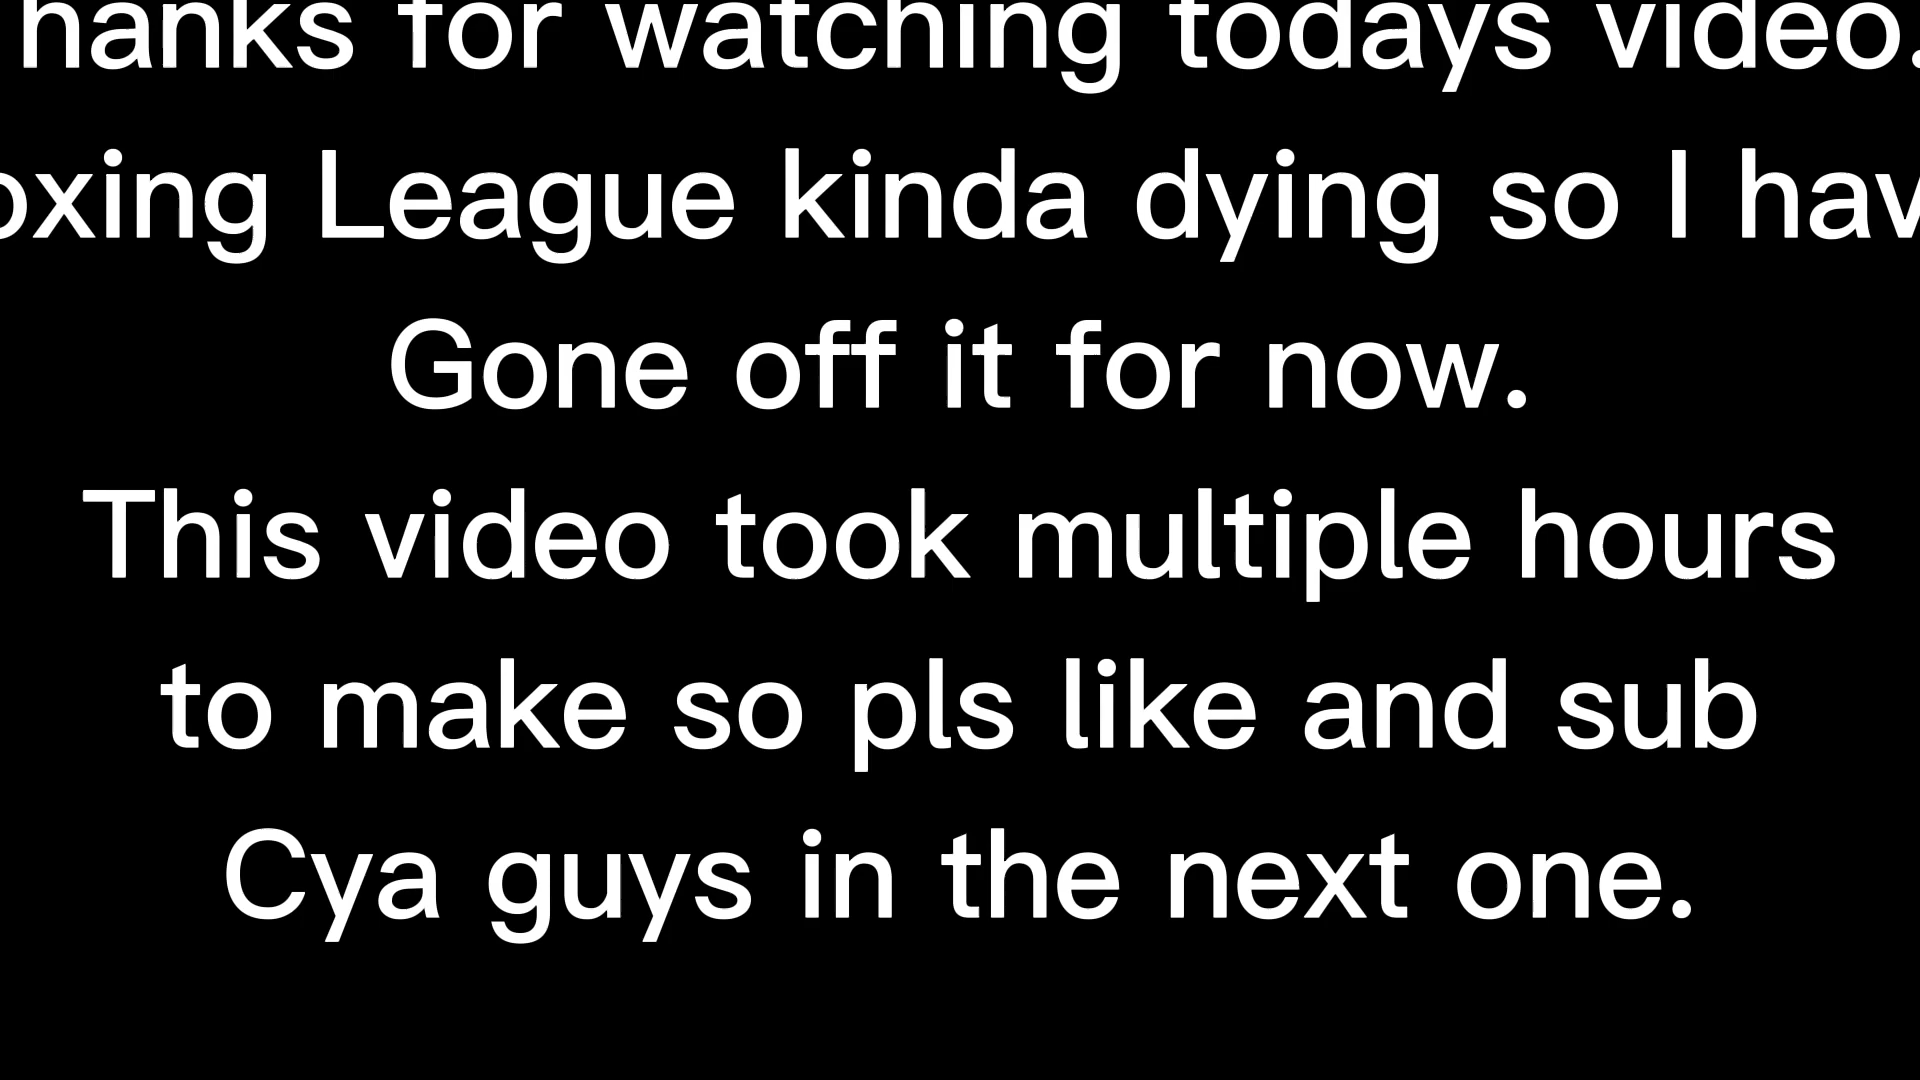 hanks for watching todays video.
oxing League kinda dying so I hav
Gone off it for now.
This video took multiple hours
to make so pls like and sub
Cya guys in the next one.